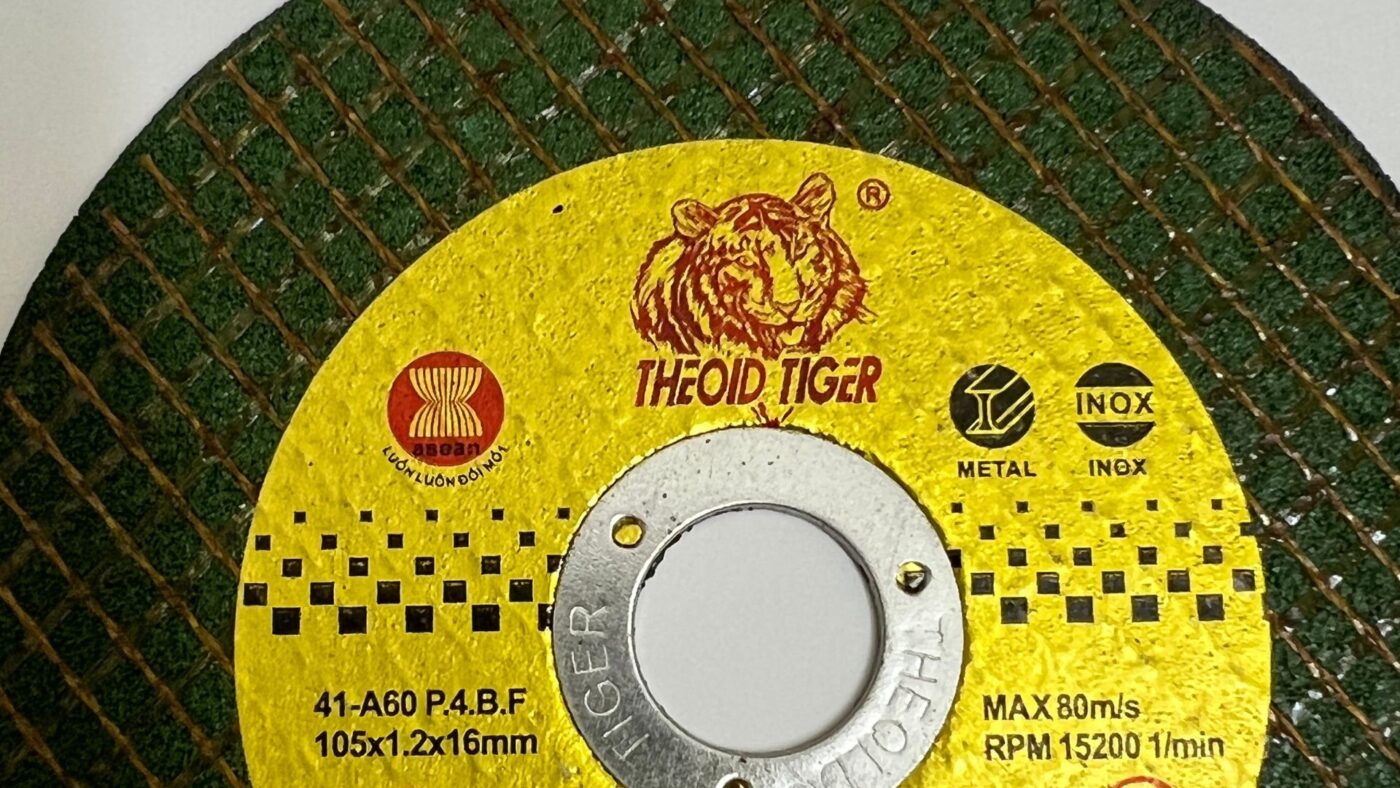 ®
THEOID TIGER
asean
LUÔN LUÔN ĐỔI MỚI
METAL
INOX
INOX
TIGER
THEOID
41-A60 P.4.B.F
105x1.2x16mm
MAX 80m/s
RPM 15200 1/min